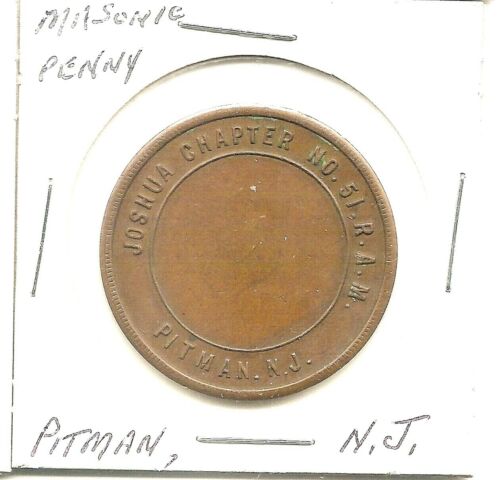 MASONIC
PENNY
JOSHUA CHAPTER NO. 51, R.A.M.
PITMAN, N.J.
PITMAN, — N.J.